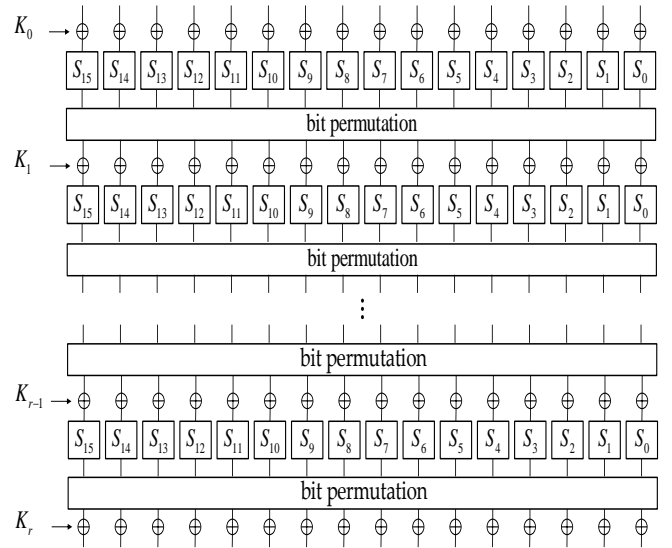 K₀
S₁₅ S₁₄ S₁₃ S₁₂ S₁₁ S₁₀ S₉ S₈ S₇ S₆ S₅ S₄ S₃ S₂ S₁ S₀
bit permutation
K₁
S₁₅ S₁₄ S₁₃ S₁₂ S₁₁ S₁₀ S₉ S₈ S₇ S₆ S₅ S₄ S₃ S₂ S₁ S₀
bit permutation
⋮
bit permutation
Kᵣ₋₁
S₁₅ S₁₄ S₁₃ S₁₂ S₁₁ S₁₀ S₉ S₈ S₇ S₆ S₅ S₄ S₃ S₂ S₁ S₀
bit permutation
Kᵣ